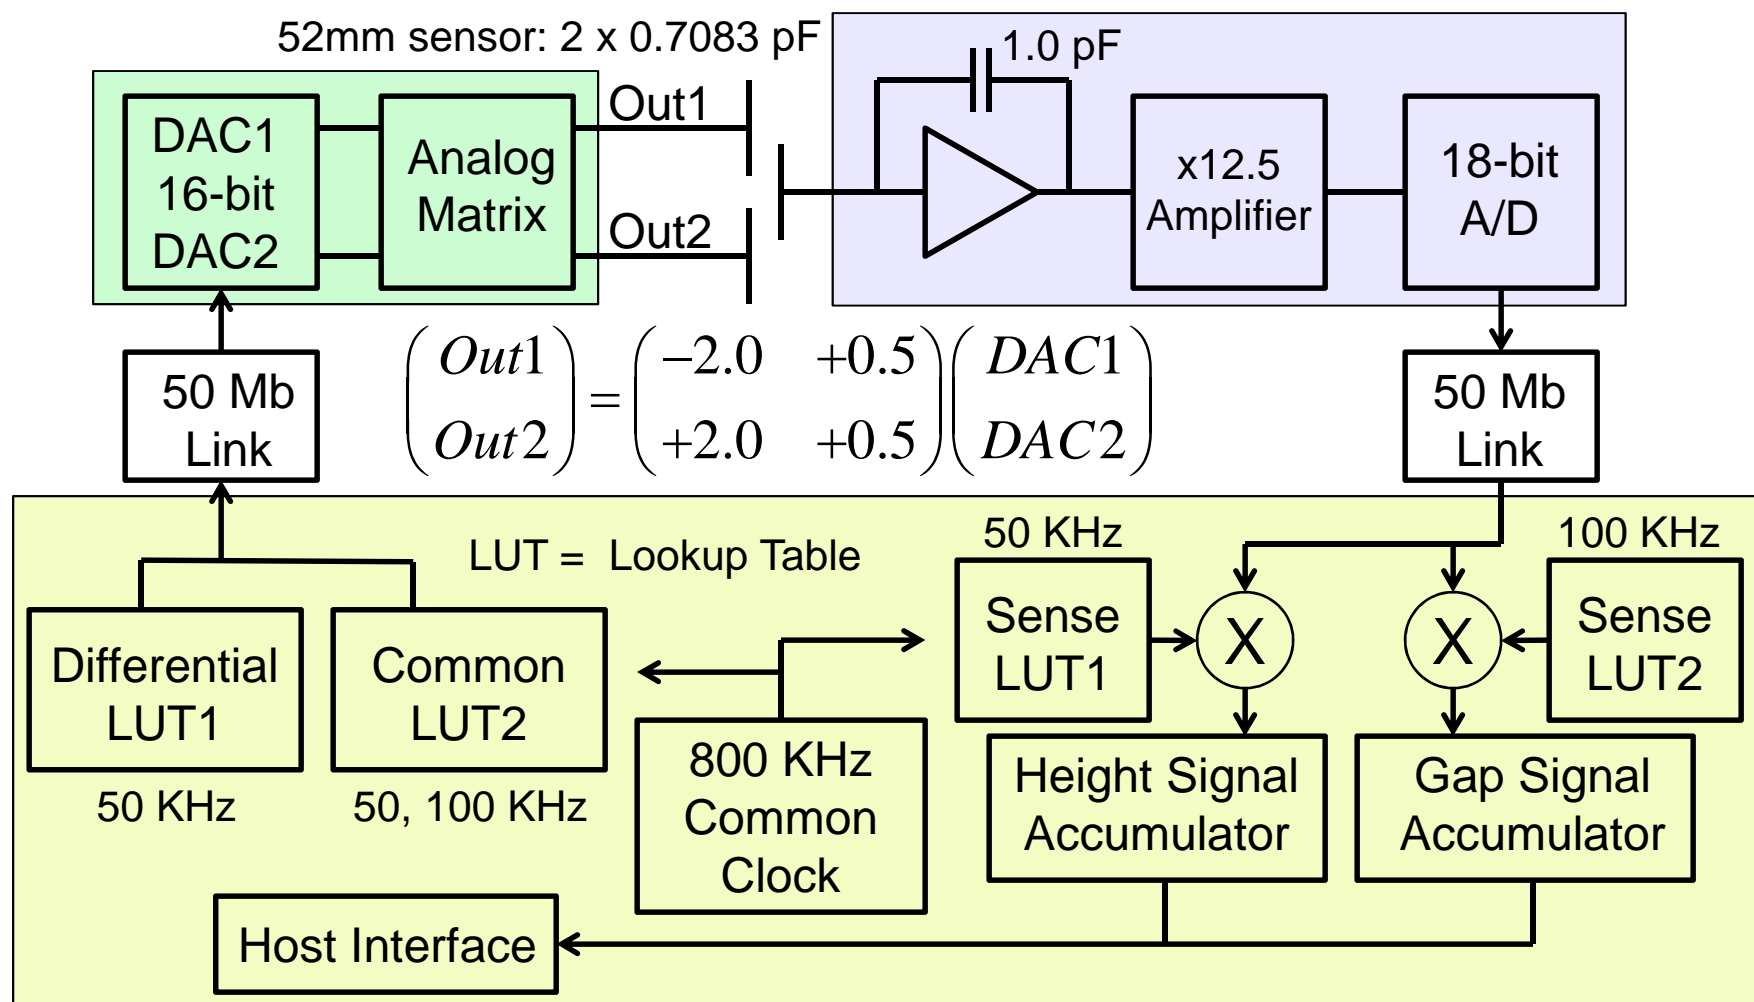 52mm sensor: 2 x 0.7083 pF
1.0 pF
DAC1
16-bit
DAC2
Analog
Matrix
Out1
Out2
x12.5
Amplifier
18-bit
A/D
50 Mb
Link
Out1 = −2.0 +0.5 DAC1
Out2 +2.0 +0.5 DAC2
50 Mb
Link
LUT = Lookup Table
50 KHz
100 KHz
Differential
LUT1
50 KHz
Common
LUT2
50, 100 KHz
800 KHz
Common
Clock
Sense
LUT1
X
X
Sense
LUT2
Height Signal
Accumulator
Gap Signal
Accumulator
Host Interface